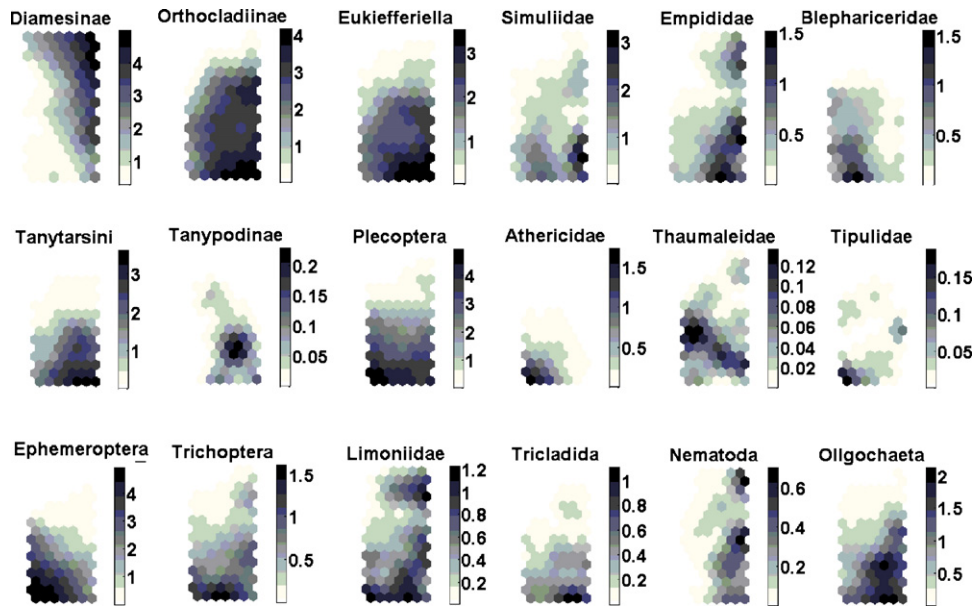 Diamesinae Orthocladiinae Eukiefferiella Simuliidae Empididae Blephariceridae
4 3 2 1
4 3 2 1
3 2 1
3 2 1
1.5 1 0.5
1.5 1 0.5
Tanytarsini Tanypodinae Plecoptera Athericidae Thaumaleidae Tipulidae
3 2 1
0.2 0.15 0.1 0.05
4 3 2 1
1.5 1 0.5
0.12 0.1 0.08 0.06 0.04 0.02
0.15 0.1 0.05
Ephemeroptera Trichoptera Limoniidae Tricladida Nematoda Oligochaeta
4 3 2 1
1.5 1 0.5
1.2 1 0.8 0.6 0.4 0.2
1 0.8 0.6 0.4 0.2
0.6 0.4 0.2
2 1.5 1 0.5 0.1